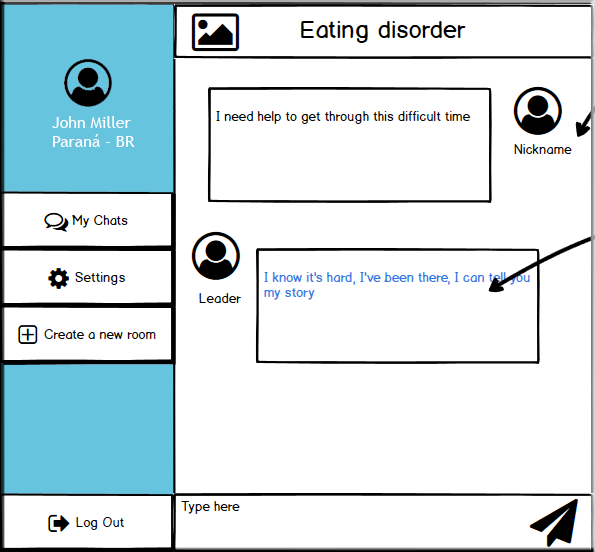 Eating disorder
John Miller
Paraná - BR
My Chats
Settings
Create a new room
Log Out
I need help to get through this difficult time
Nickname
Leader
I know it's hard, I've been there, I can tell you
my story
Type here